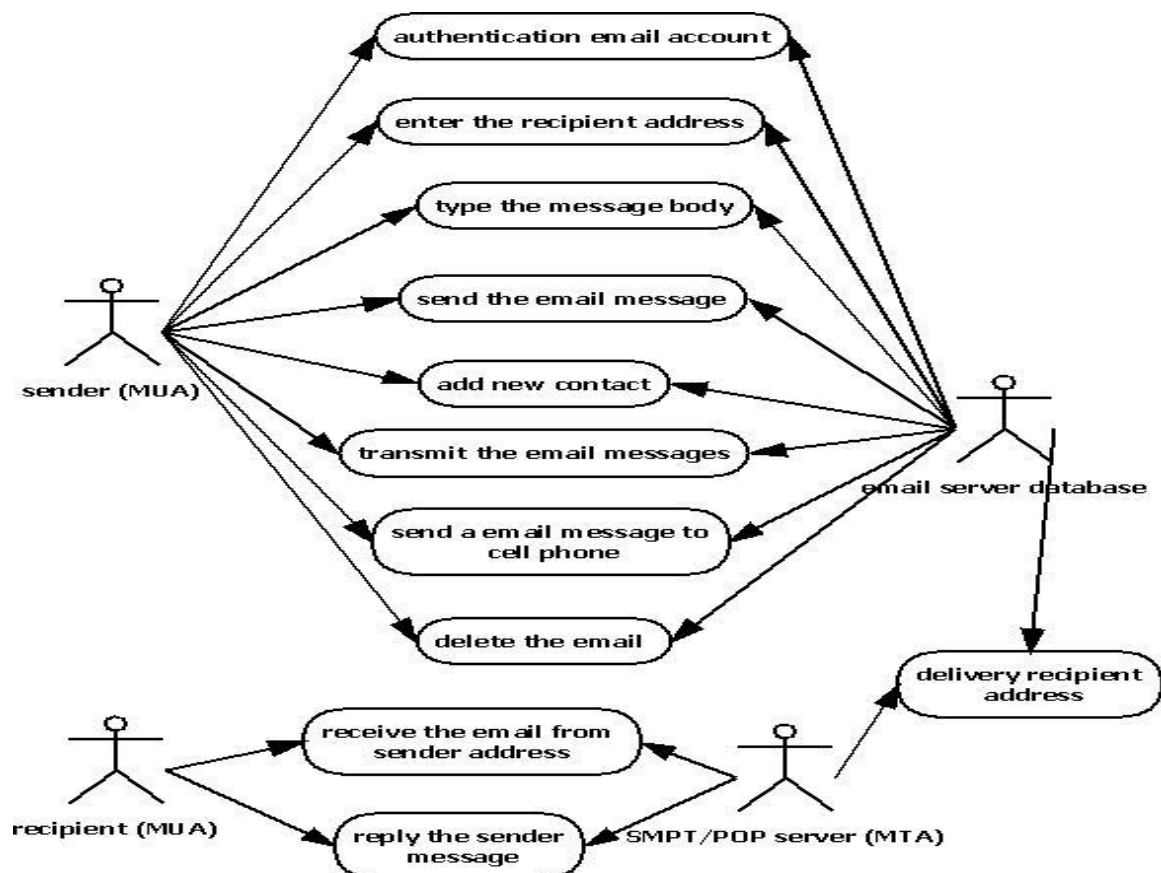 authentication email account
enter the recipient address
type the message body
send the email message
sender (MUA)
add new contact
transmit the email messages
email server database
send a email message to
cell phone
delete the email
delivery recipient
address
receive the email from
sender address
recipient (MUA)
SMPT/POP server (MTA)
reply the sender
message